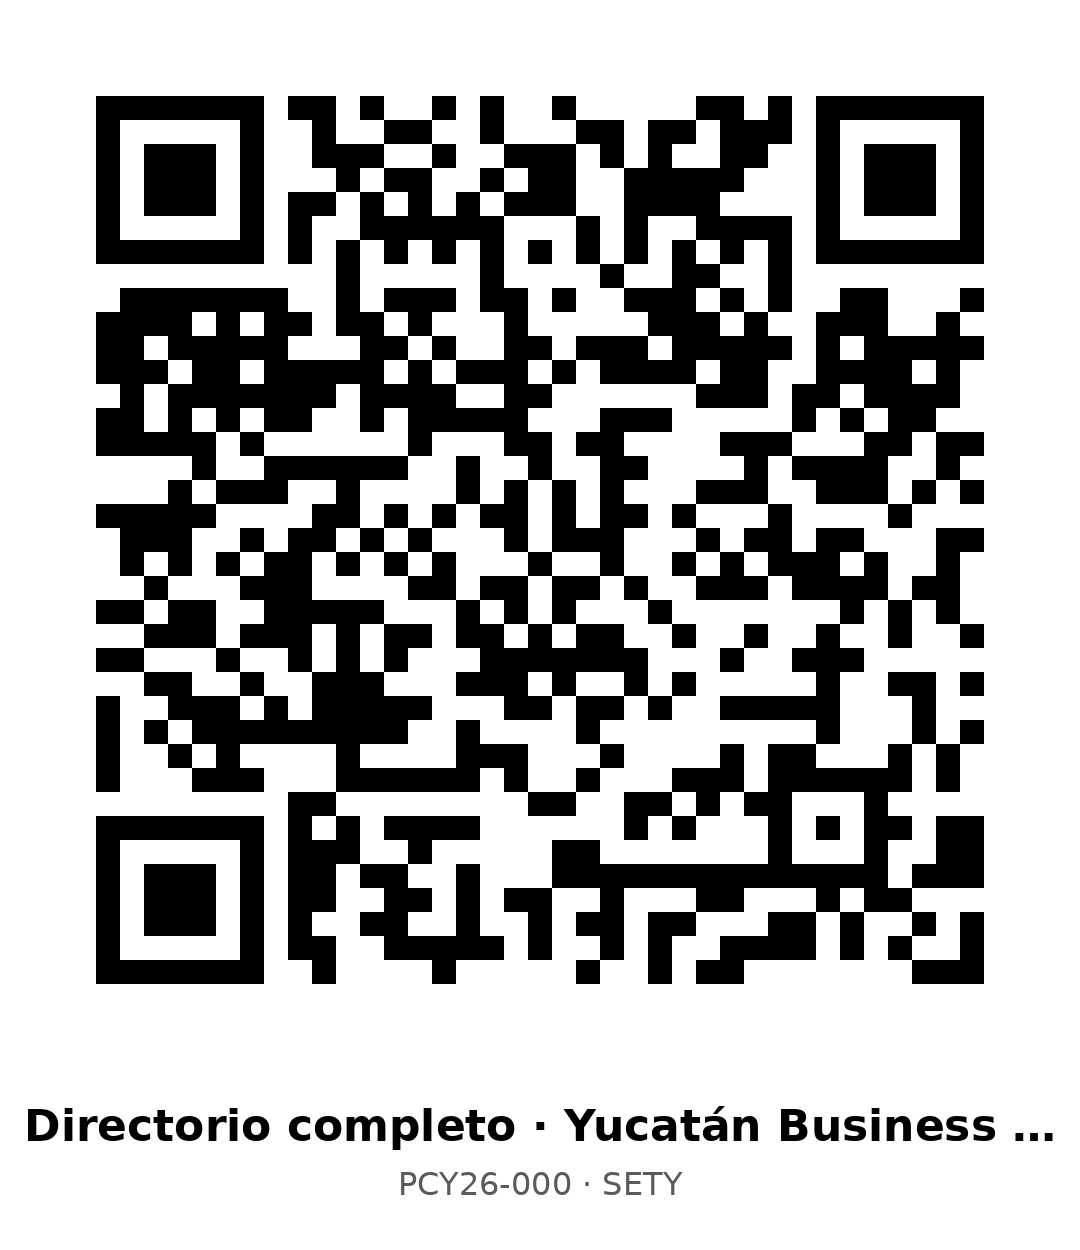 Directorio completo · Yucatán Business ...
PCY26-000 · SETY